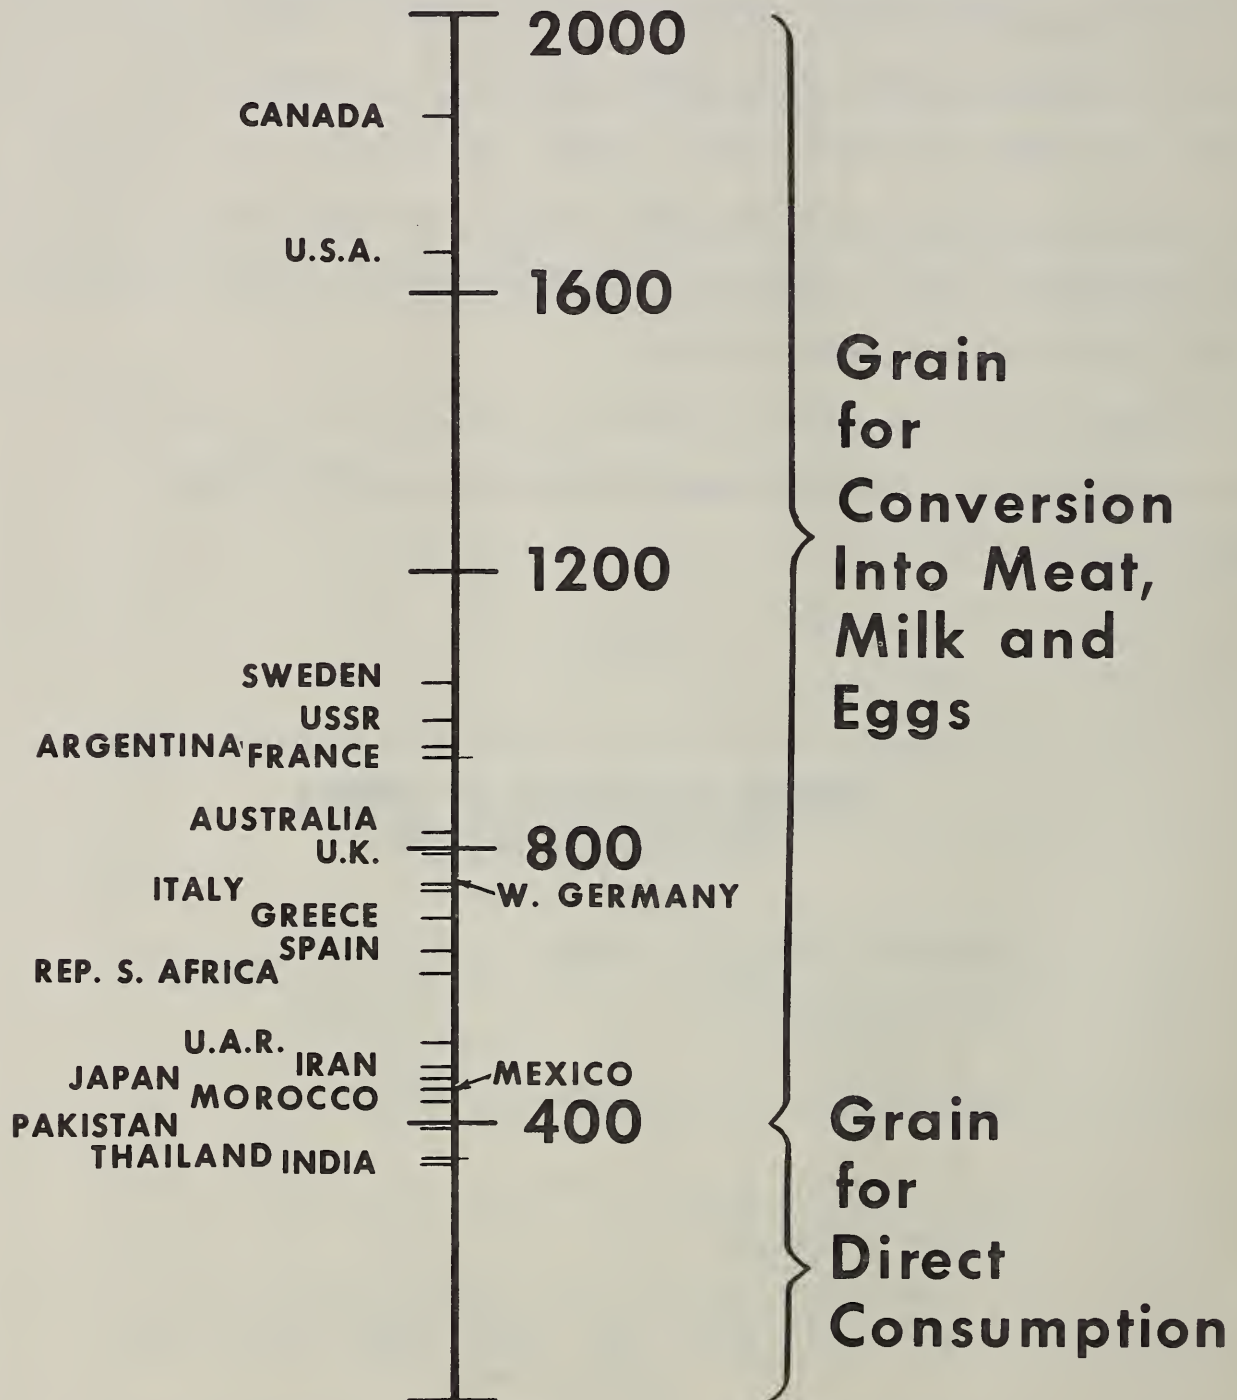 2000
CANADA
U.S.A.
1600
Grain
for
Conversion
Into Meat,
Milk and
Eggs
1200
SWEDEN
USSR
ARGENTINA FRANCE
AUSTRALIA
U.K.
800
ITALY
W. GERMANY
GREECE
SPAIN
REP. S. AFRICA
U.A.R.
IRAN
JAPAN
MEXICO
MOROCCO
PAKISTAN
400
THAILAND INDIA
Grain
for
Direct
Consumption